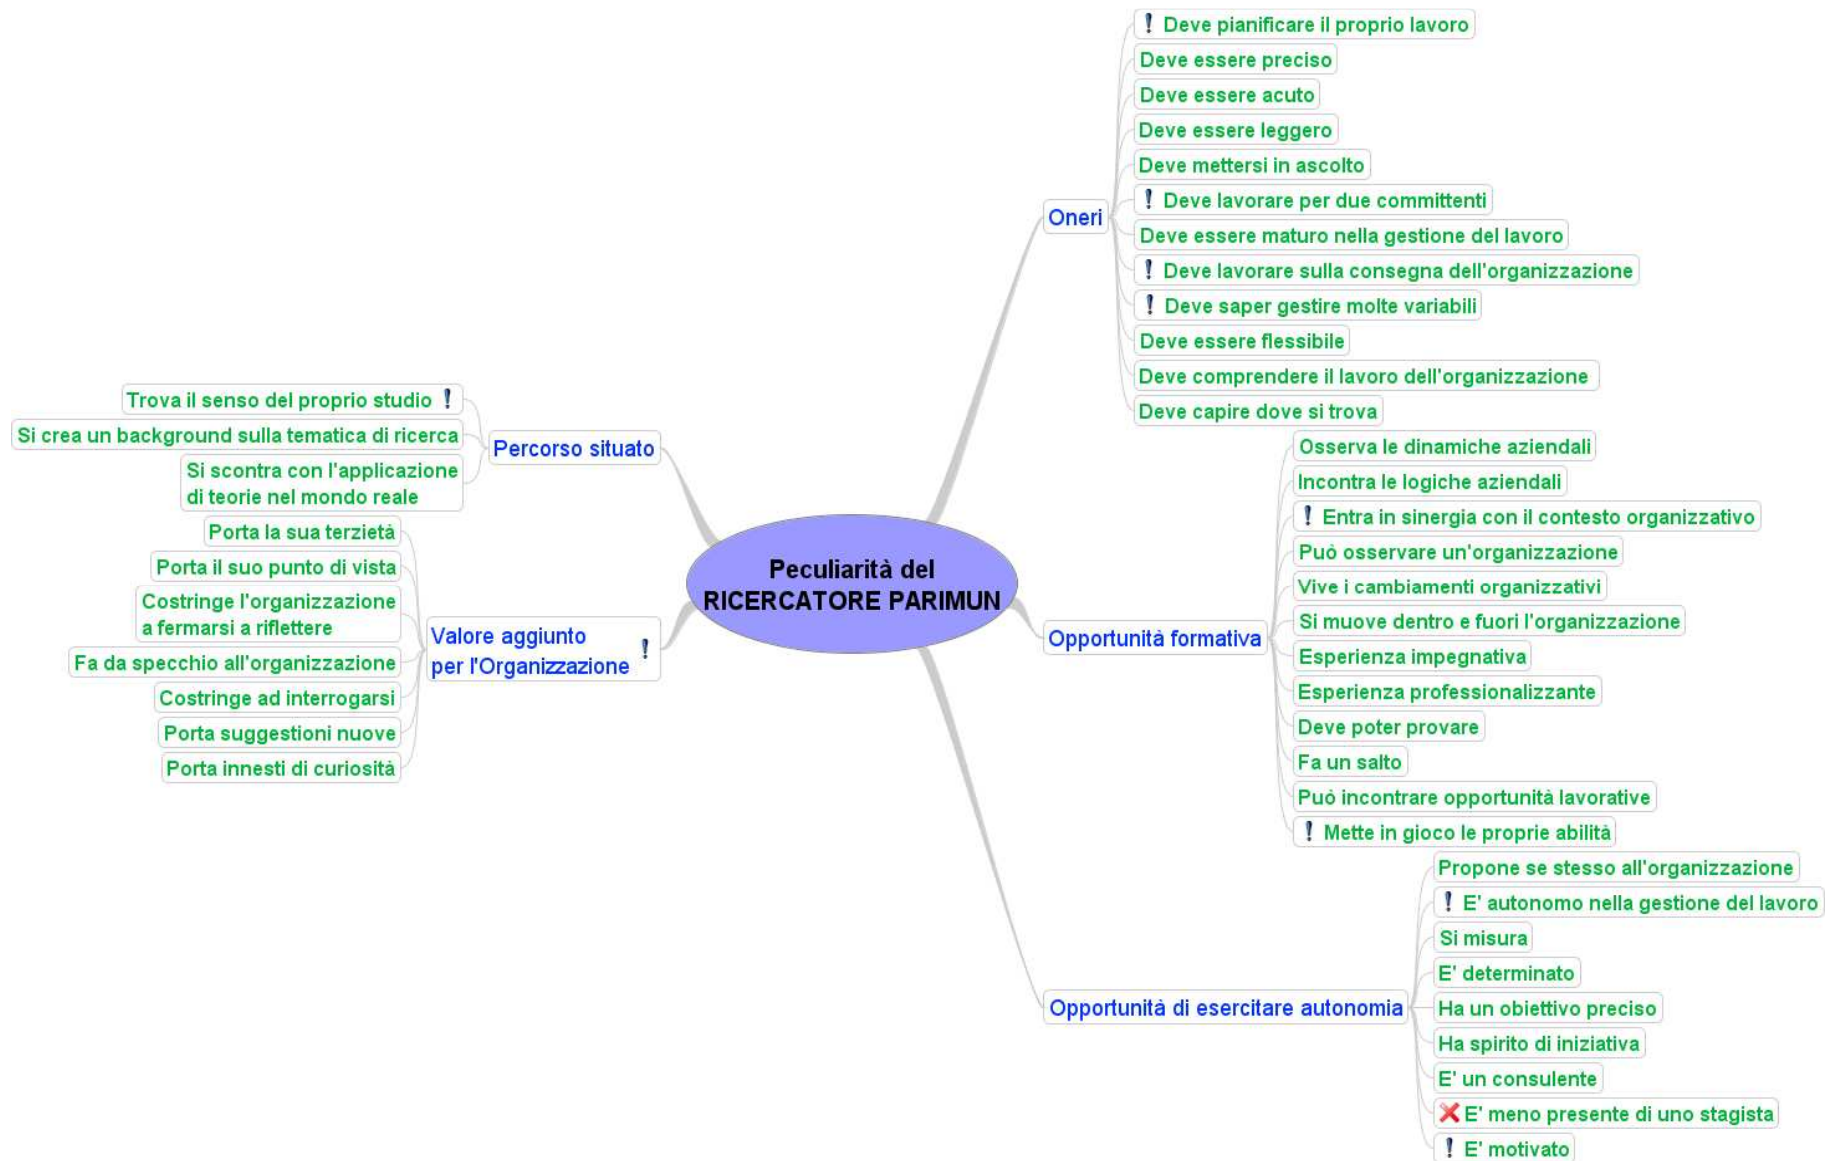 Peculiarità del
RICERCATORE PARIMUN
Oneri
Deve pianificare il proprio lavoro
Deve essere preciso
Deve essere acuto
Deve essere leggero
Deve mettersi in ascolto
Deve lavorare per due committenti
Deve essere maturo nella gestione del lavoro
Deve lavorare sulla consegna dell'organizzazione
Deve saper gestire molte variabili
Deve essere flessibile
Deve comprendere il lavoro dell'organizzazione
Deve capire dove si trova
Opportunità formativa
Osserva le dinamiche aziendali
Incontra le logiche aziendali
Entra in sinergia con il contesto organizzativo
Può osservare un'organizzazione
Vive i cambiamenti organizzativi
Si muove dentro e fuori l'organizzazione
Esperienza impegnativa
Esperienza professionalizzante
Deve poter provare
Fa un salto
Può incontrare opportunità lavorative
Mette in gioco le proprie abilità
Opportunità di esercitare autonomia
Propone se stesso all'organizzazione
E' autonomo nella gestione del lavoro
Si misura
E' determinato
Ha un obiettivo preciso
Ha spirito di iniziativa
E' un consulente
E' meno presente di uno stagista
E' motivato
Percorso situato
Trova il senso del proprio studio
Si crea un background sulla tematica di ricerca
Si scontra con l'applicazione
di teorie nel mondo reale
Valore aggiunto
per l'Organizzazione
Porta la sua terzietà
Porta il suo punto di vista
Costringe l'organizzazione
a fermarsi a riflettere
Fa da specchio all'organizzazione
Costringe ad interrogarsi
Porta suggestioni nuove
Porta innesti di curiosità